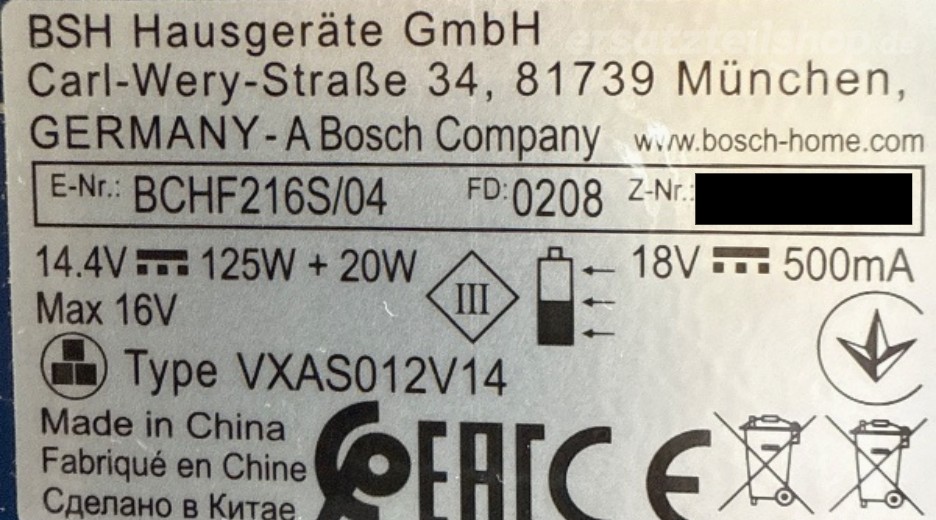 BSH Hausgeräte GmbH
ersatzteilshop.de
Carl-Wery-Straße 34, 81739 München,
GERMANY - A Bosch Company www.bosch-home.com
E-Nr.: BCHF216S/04 FD: 0208 Z-Nr.:
14.4V 125W + 20W III 18V 500mA
Max 16V
Type VXAS012V14
Made in China
Fabriqué en Chine
Сделано в Китае
EAC CE